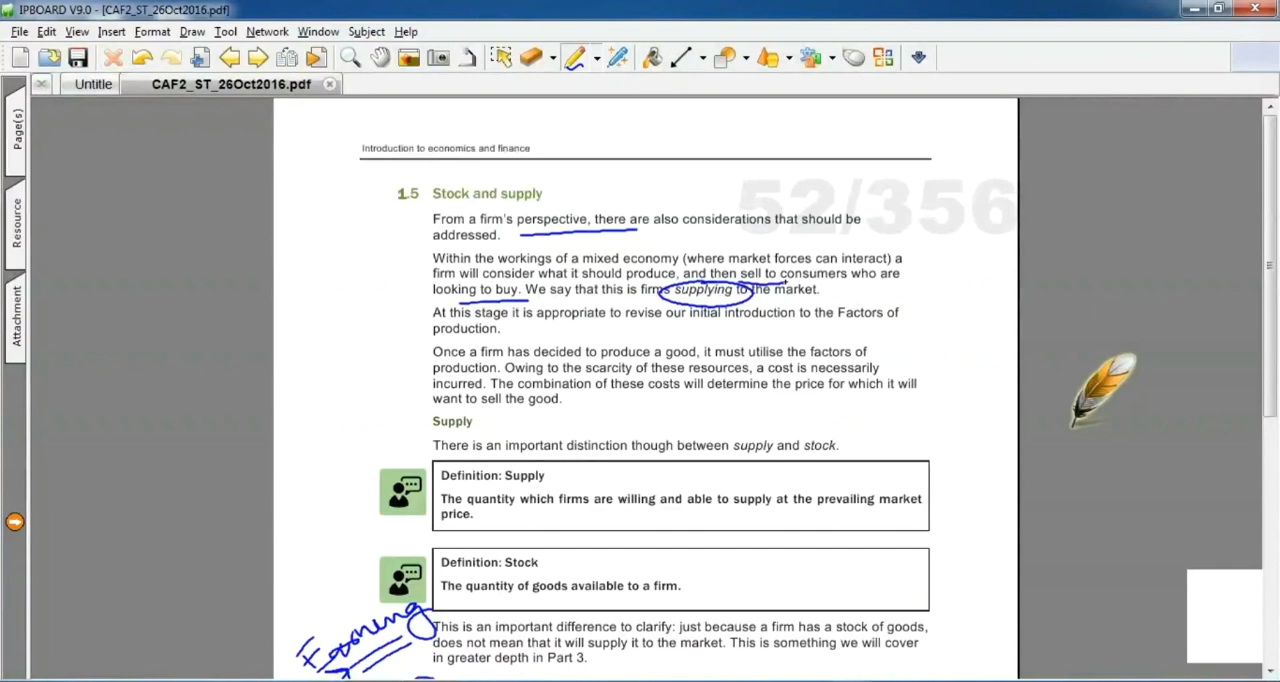 IPBOARD V9.0 - [CAF2_ST_26Oct2016.pdf]
File Edit View Insert Format Draw Tool Network Window Subject Help
Untitle CAF2_ST_26Oct2016.pdf
Page(s)
Resource
Attachment
Introduction to economics and finance
52/356
1.5 Stock and supply
From a firm's perspective, there are also considerations that should be
addressed.
Within the workings of a mixed economy (where market forces can interact) a
firm will consider what it should produce, and then sell to consumers who are
looking to buy. We say that this is firms supplying to the market.
At this stage it is appropriate to revise our initial introduction to the Factors of
production.
Once a firm has decided to produce a good, it must utilise the factors of
production. Owing to the scarcity of these resources, a cost is necessarily
incurred. The combination of these costs will determine the price for which it will
want to sell the good.
Supply
There is an important distinction though between supply and stock.
Definition: Supply
The quantity which firms are willing and able to supply at the prevailing market
price.
Definition: Stock
The quantity of goods available to a firm.
This is an important difference to clarify: just because a firm has a stock of goods,
does not mean that it will supply it to the market. This is something we will cover
in greater depth in Part 3.